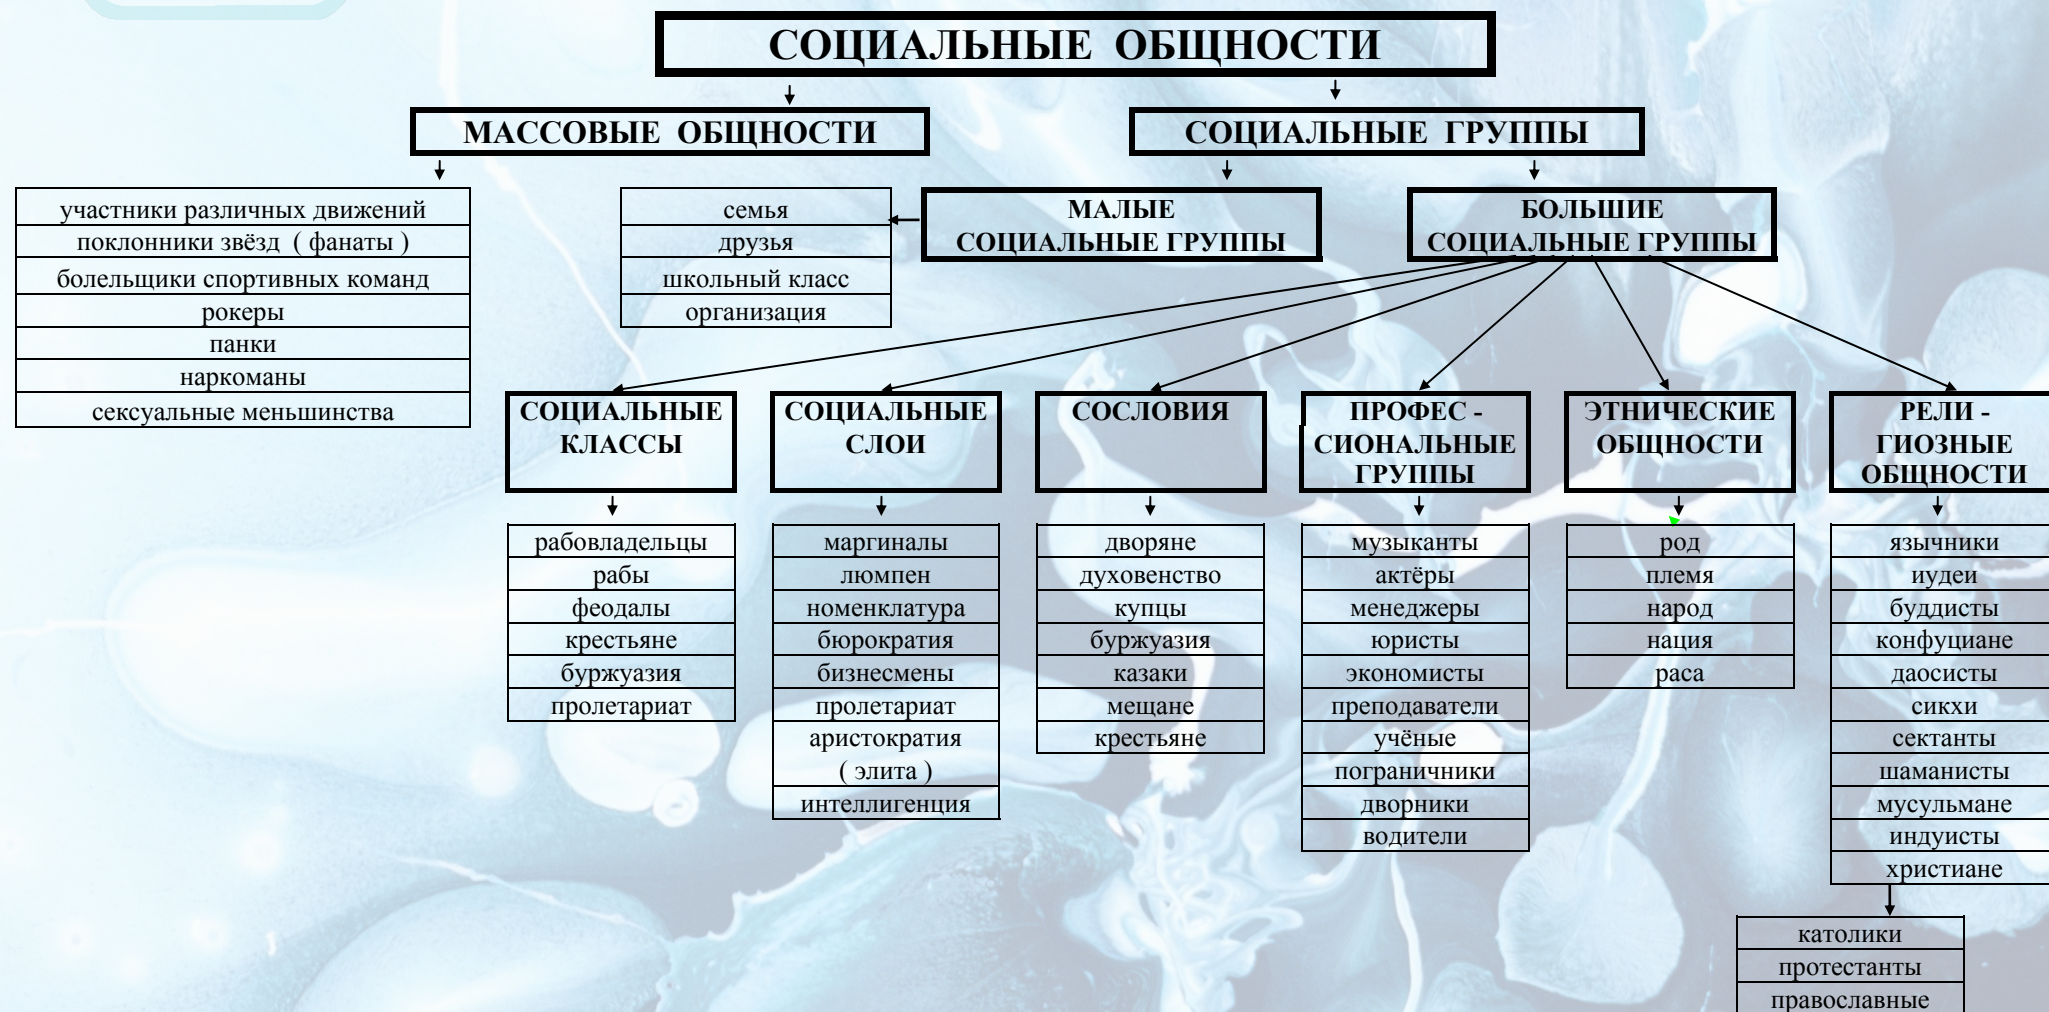 СОЦИАЛЬНЫЕ ОБЩНОСТИ
МАССОВЫЕ ОБЩНОСТИ
СОЦИАЛЬНЫЕ ГРУППЫ
участники различных движений
поклонники звёзд ( фанаты )
болельщики спортивных команд
рокеры
панки
наркоманы
сексуальные меньшинства
семья
друзья
школьный класс
организация
МАЛЫЕ
СОЦИАЛЬНЫЕ ГРУППЫ
БОЛЬШИЕ
СОЦИАЛЬНЫЕ ГРУППЫ
СОЦИАЛЬНЫЕ
КЛАССЫ
рабовладельцы
рабы
феодалы
крестьяне
буржуазия
пролетариат
СОЦИАЛЬНЫЕ
СЛОИ
маргиналы
люмпен
номенклатура
бюрократия
бизнесмены
пролетариат
аристократия
( элита )
интеллигенция
СОСЛОВИЯ
дворяне
духовенство
купцы
буржуазия
казаки
мещане
крестьяне
ПРОФЕС -
СИОНАЛЬНЫЕ
ГРУППЫ
музыканты
актёры
менеджеры
юристы
экономисты
преподаватели
учёные
пограничники
дворники
водители
ЭТНИЧЕСКИЕ
ОБЩНОСТИ
род
племя
народ
нация
раса
РЕЛИ -
ГИОЗНЫЕ
ОБЩНОСТИ
язычники
иудеи
буддисты
конфуциане
даосисты
сикхи
сектанты
шаманисты
мусульмане
индуисты
христиане
католики
протестанты
православные